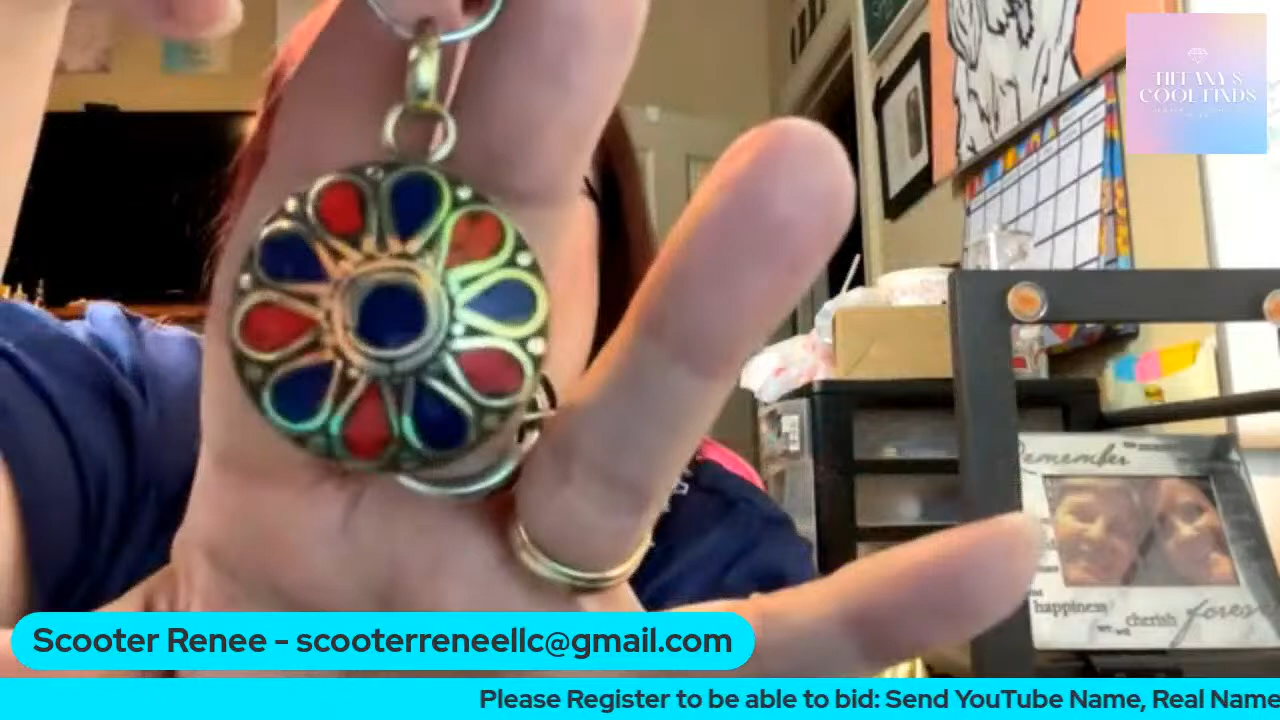 TIFFANY'S
COOL FINDS
Remember
happiness
cherish forever
Scooter Renee - scooterreneellc@gmail.com
Please Register to be able to bid: Send YouTube Name, Real Name